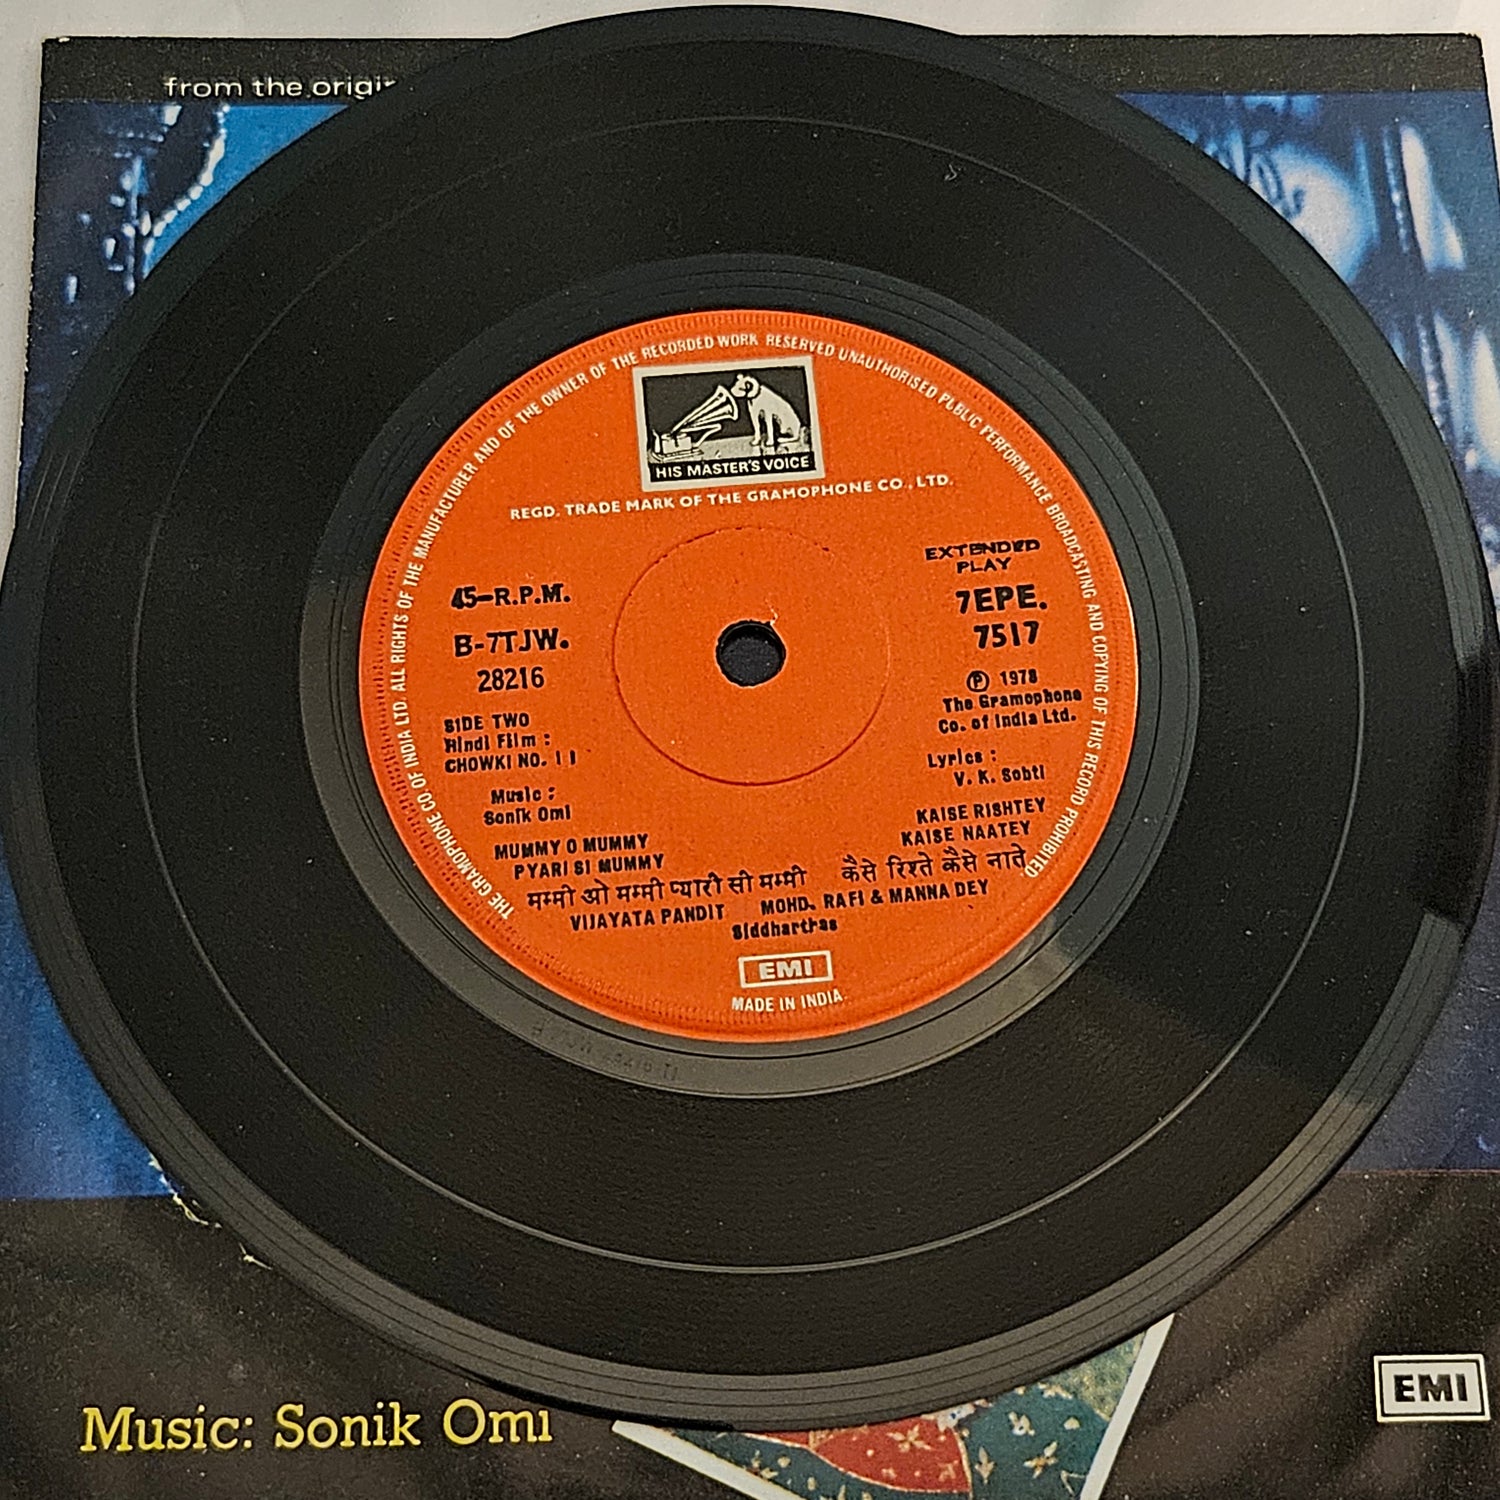 from the origi
THE GRAMOPHONE CO. OF INDIA LTD. ALL RIGHTS OF THE MANUFACTURER AND OF THE OWNER OF THE RECORDED WORK RESERVED UNAUTHORISED PUBLIC PERFORMANCE BROADCASTING AND COPYING OF THIS RECORD PROHIBITED
HIS MASTER'S VOICE
REGD. TRADE MARK OF THE GRAMOPHONE CO., LTD.
EXTENDED
PLAY
45-R.P.M.
7EPE.
B-7TJW.
7517
28216
Ⓟ 1978
The Gramophone
Co. of India Ltd.
SIDE TWO
Hindi Film :
CHOWKI NO. 11
Lyrics :
V. K. Sobti
Music :
Sonik Omi
KAISE RISHTEY
KAISE NAATEY
MUMMY O MUMMY
PYARI SI MUMMY
मम्मी ओ मम्मी प्यारी सी मम्मी कैसे रिश्ते कैसे नाते
VIJAYATA PANDIT MOHD. RAFI & MANNA DEY
Siddharthas
EMI
MADE IN INDIA
Music: Sonik Omi
EMI